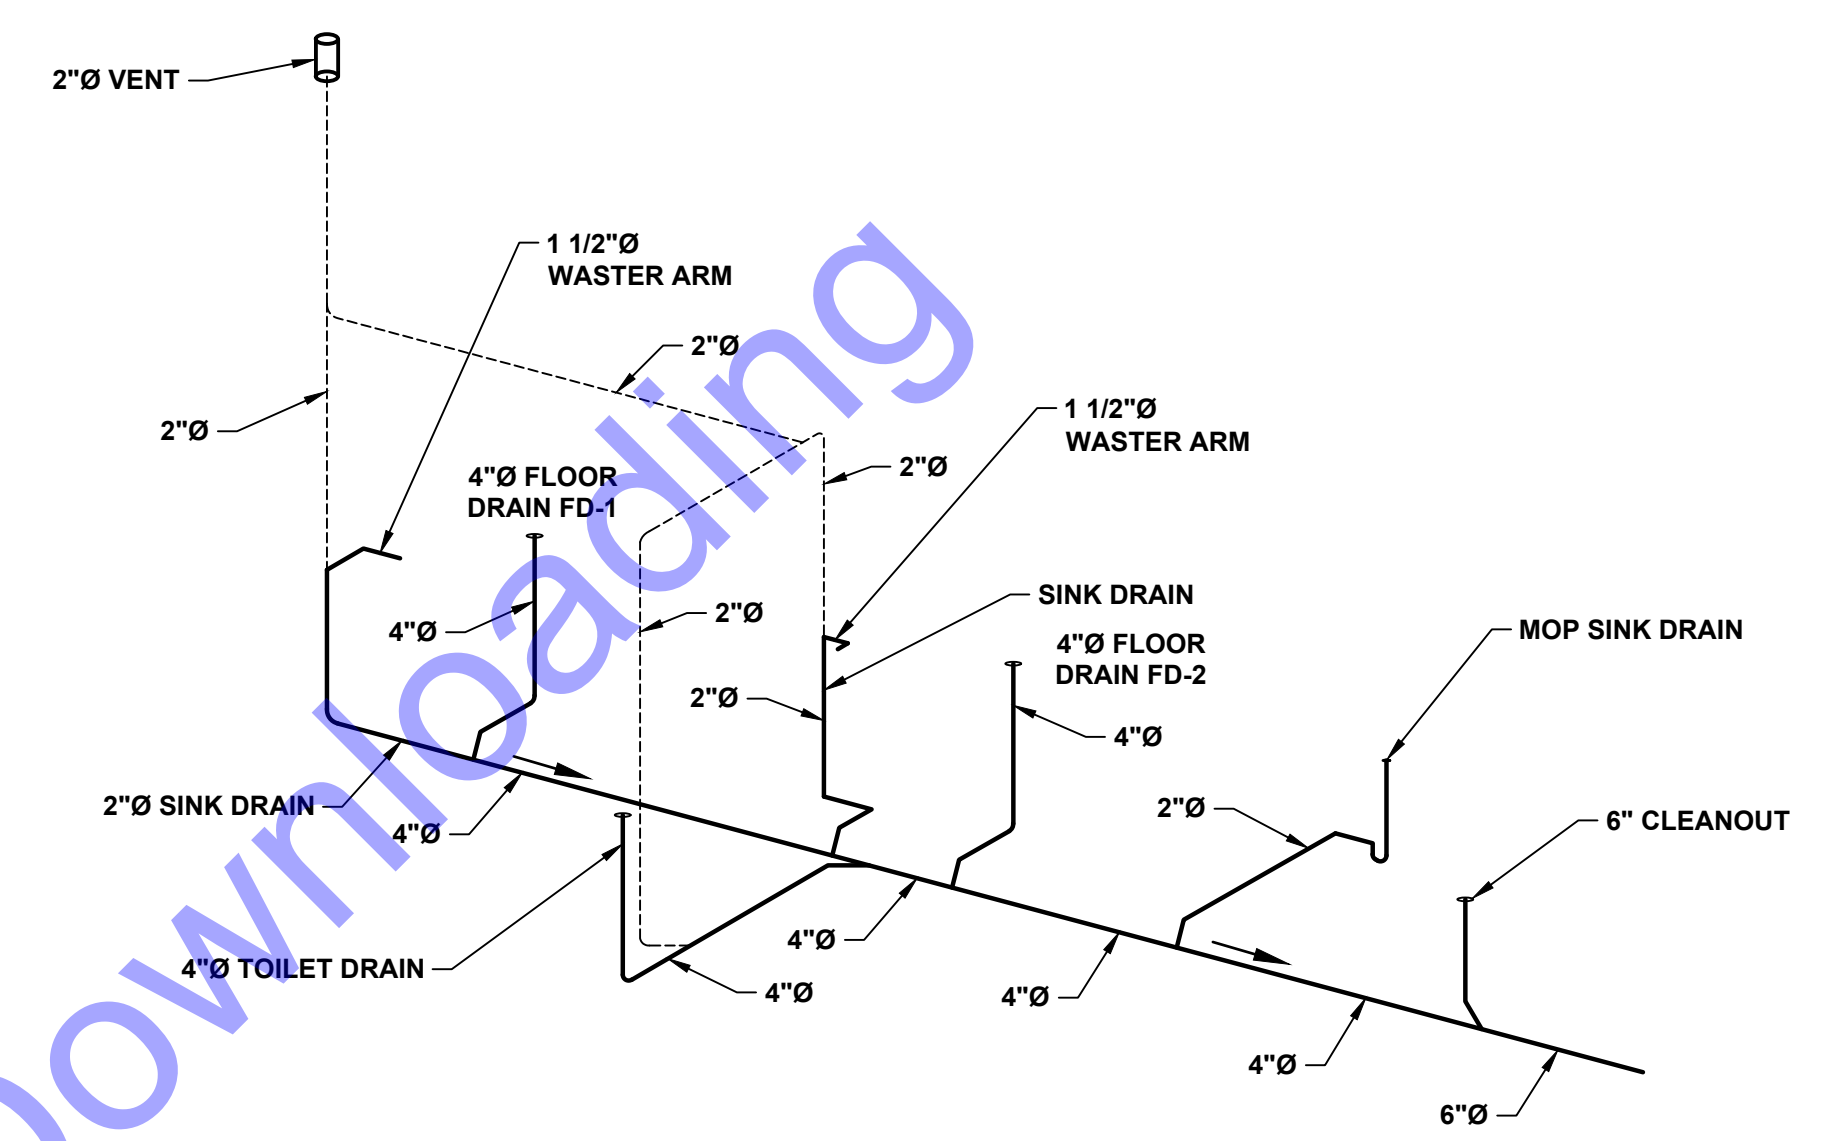 2"Ø VENT
1 1/2"Ø
WASTER ARM
2"Ø
2"Ø
1 1/2"Ø
WASTER ARM
2"Ø
4"Ø FLOOR
DRAIN FD-1
SINK DRAIN
2"Ø
4"Ø
MOP SINK DRAIN
4"Ø FLOOR
DRAIN FD-2
2"Ø
4"Ø
2"Ø SINK DRAIN
2"Ø
6" CLEANOUT
4"Ø
4"Ø
4"Ø TOILET DRAIN
4"Ø
4"Ø
4"Ø
6"Ø
Downloading